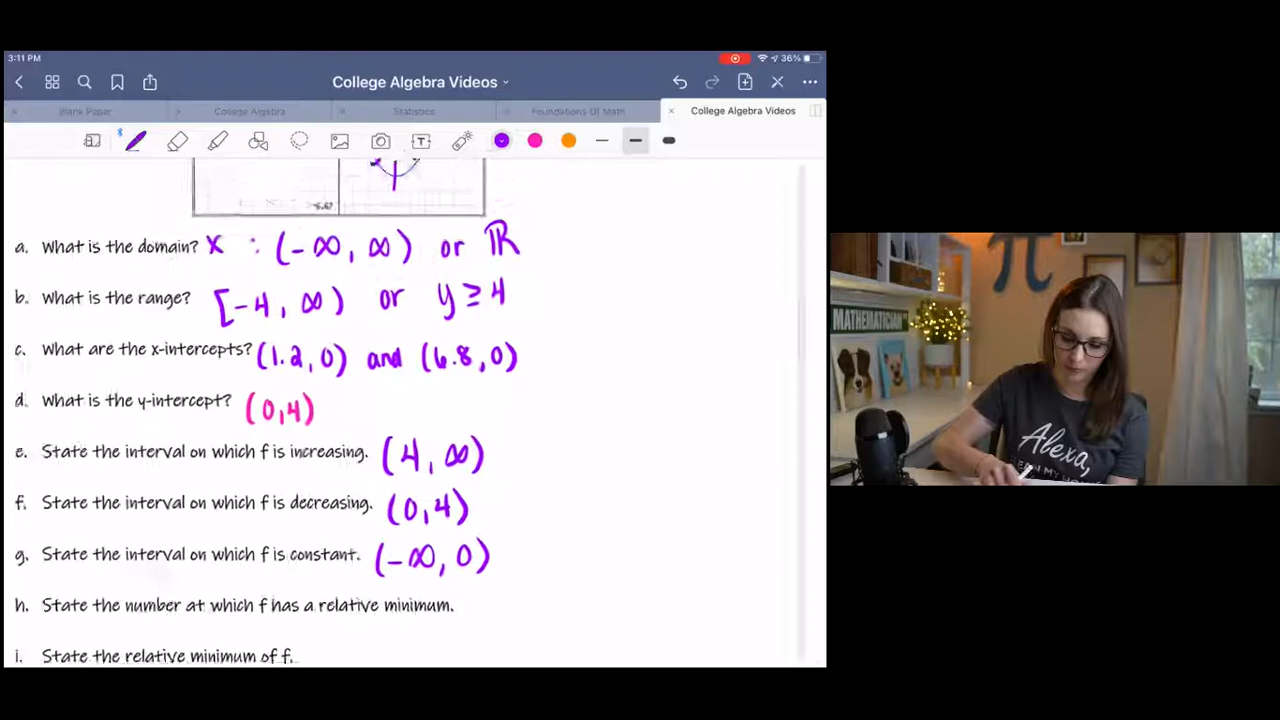 3:11 PM
36%
College Algebra Videos
Blank Paper
College Algebra
Statistics
Foundations Of Math
College Algebra Videos
T
-6.67
a. What is the domain? x : (-∞, ∞) or ℝ
b. What is the range? [-4, ∞) or y ≥ 4
c. What are the x-intercepts? (1.2, 0) and (6.8, 0)
d. What is the y-intercept? (0,4)
e. State the interval on which f is increasing. (4, ∞)
f. State the interval on which f is decreasing. (0, 4)
g. State the interval on which f is constant. (-∞, 0)
h. State the number at which f has a relative minimum.
i. State the relative minimum of f.
MATHEMATICIAN
Alexa,